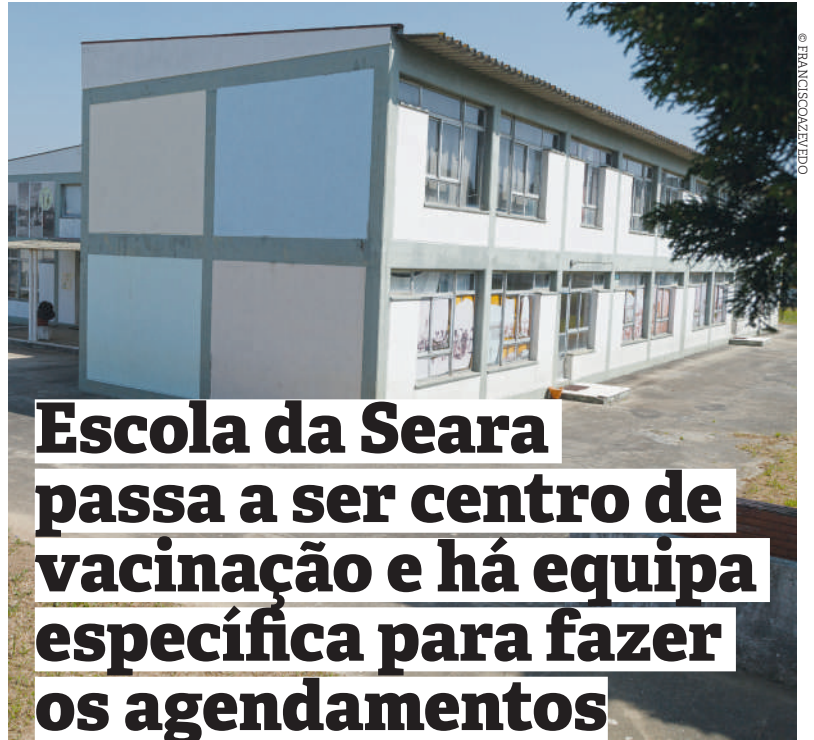 © FRANCISCOAZEVEDO
Escola da Seara
passa a ser centro de
vacinação e há equipa
específica para fazer
os agendamentos